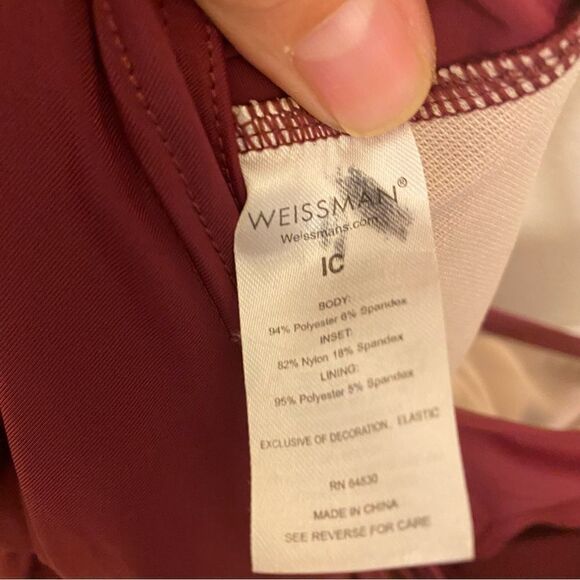 WEISSMAN®
Weissmans.com
IC
BODY:
94% Polyester 6% Spandex
INSET:
82% Nylon 18% Spandex
LINING:
95% Polyester 5% Spandex
EXCLUSIVE OF DECORATION, ELASTIC
RN 64830
MADE IN CHINA
SEE REVERSE FOR CARE